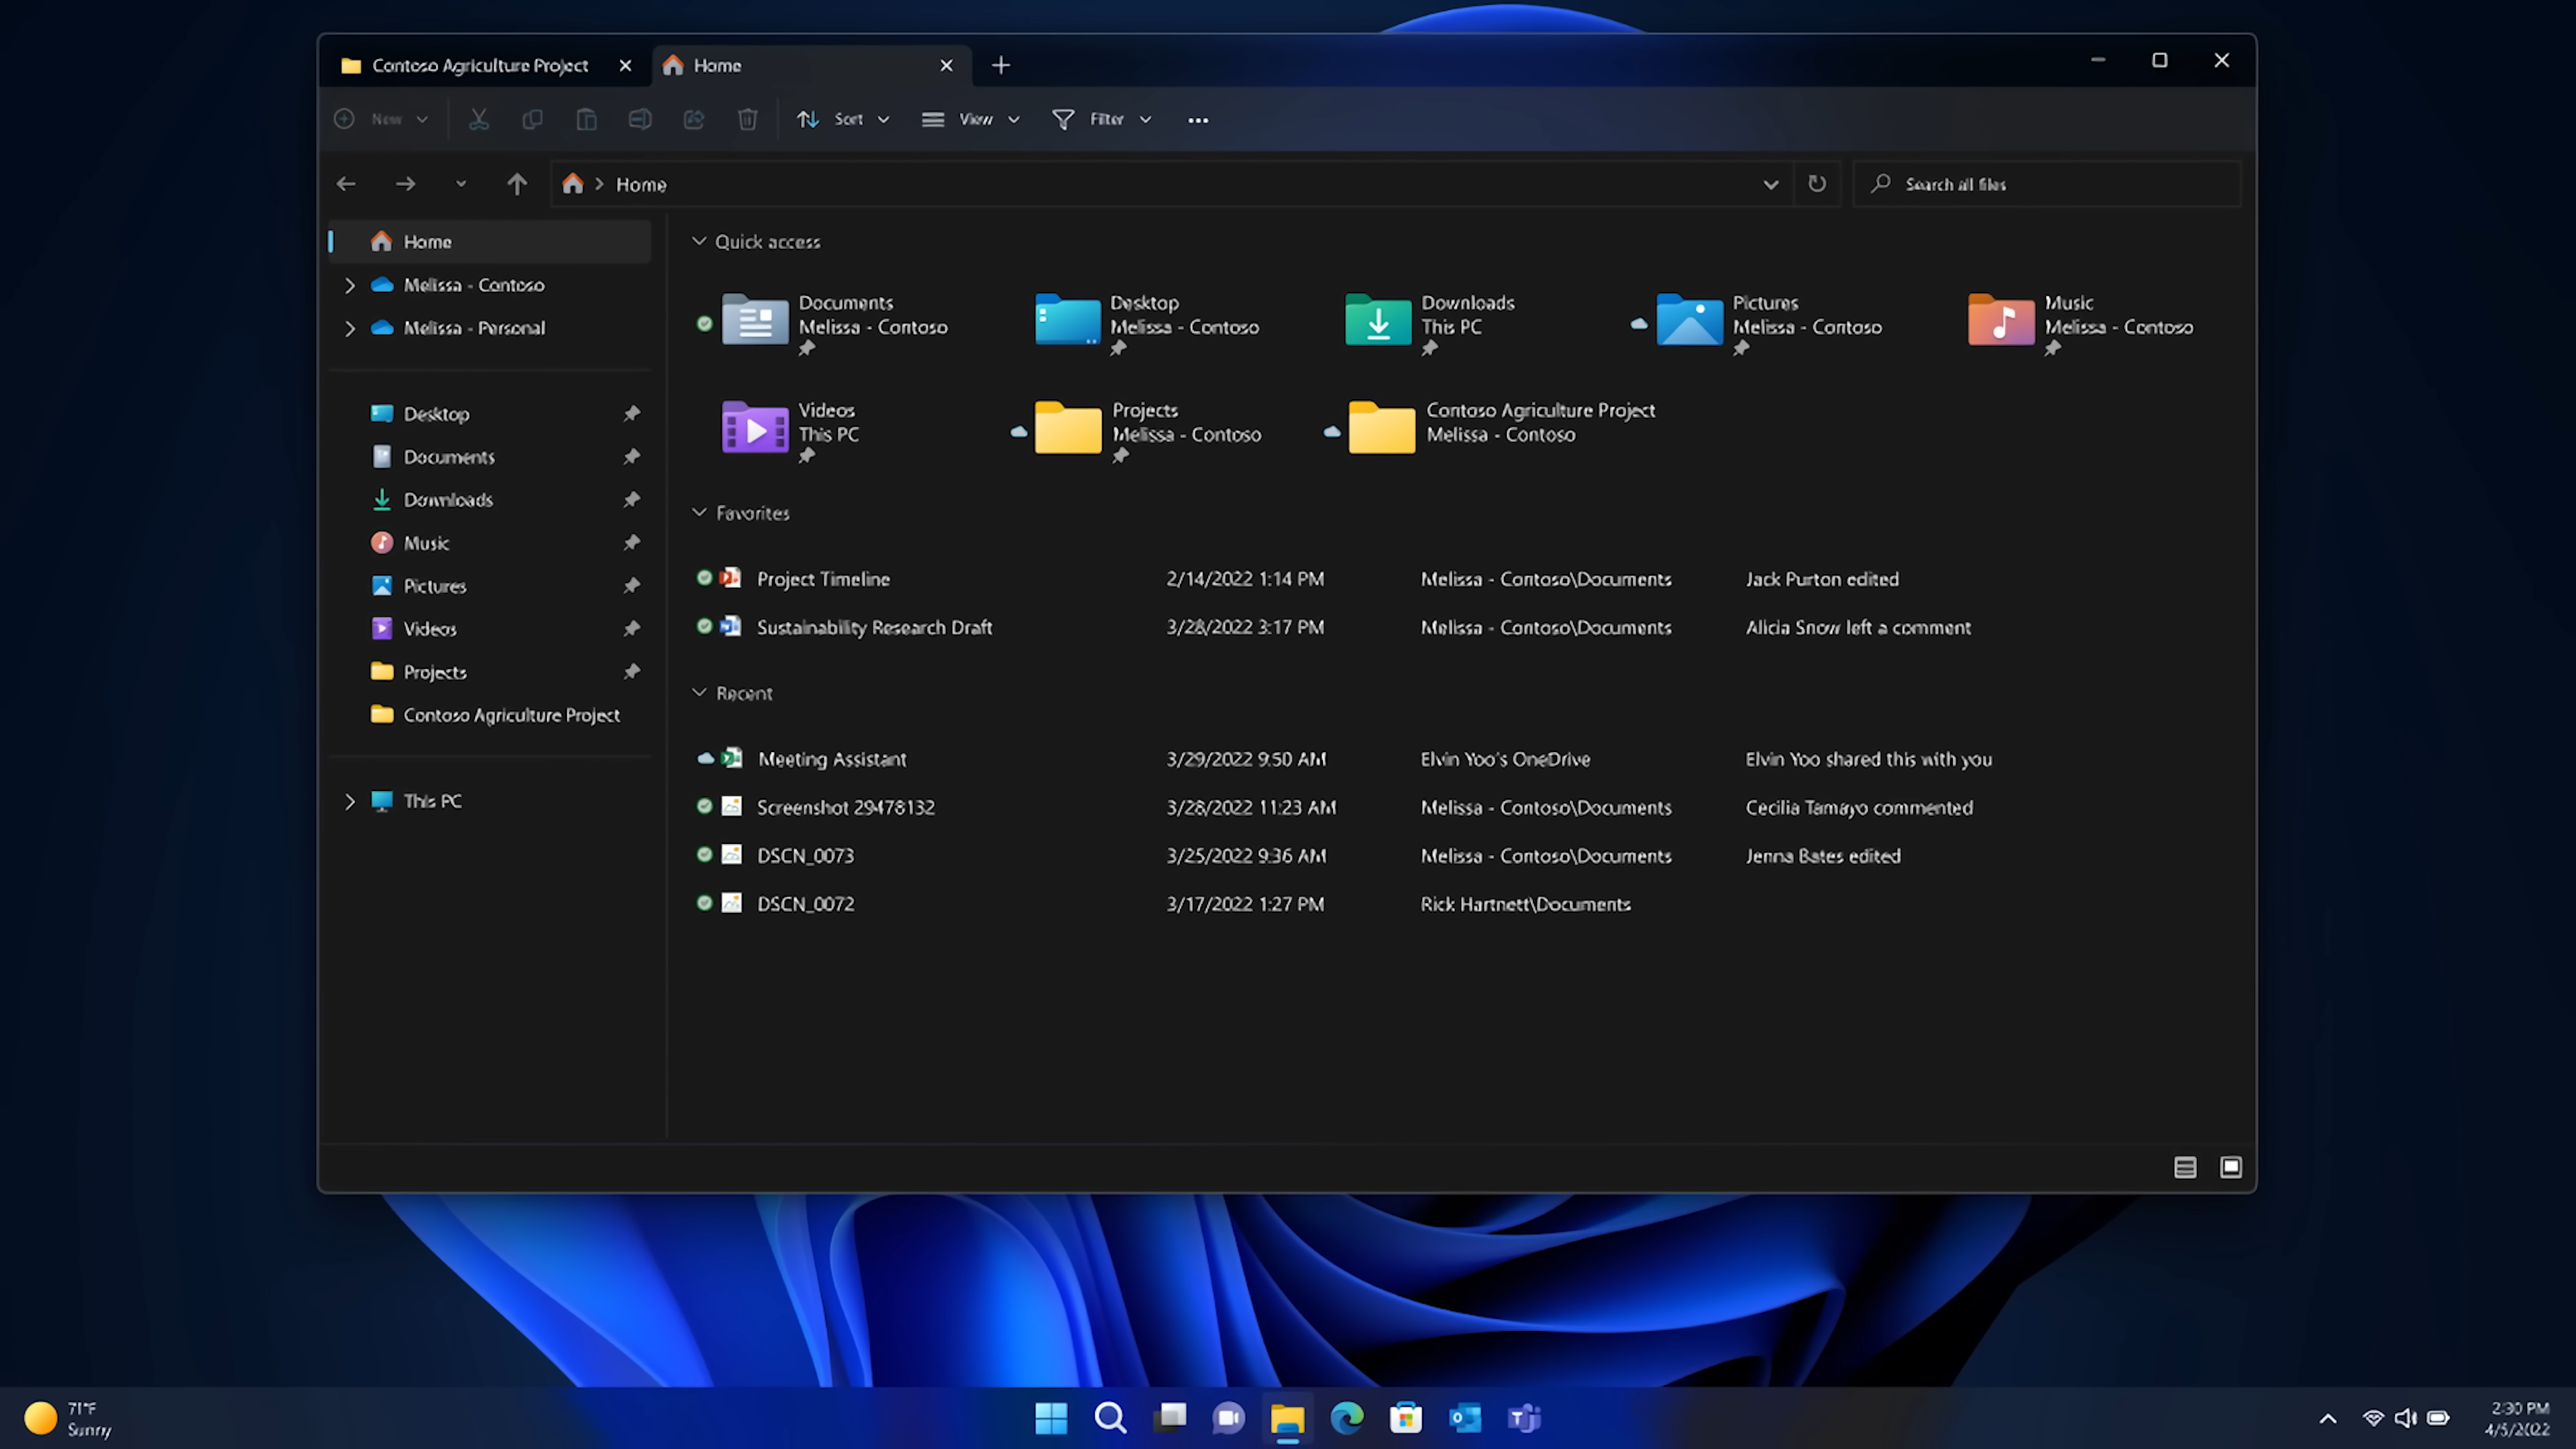 Contoso Agriculture Project
Home
New
Sort
View
Filter
Home
Search all files
Home
Melissa - Contoso
Melissa - Personal
Desktop
Documents
Downloads
Music
Pictures
Videos
Projects
Contoso Agriculture Project
This PC
Quick access
Documents
Melissa - Contoso
Desktop
Melissa - Contoso
Downloads
This PC
Pictures
Melissa - Contoso
Music
Melissa - Contoso
Videos
This PC
Projects
Melissa - Contoso
Contoso Agriculture Project
Melissa - Contoso
Favorites
Project Timeline 2/14/2022 1:14 PM Melissa - Contoso\Documents Jack Purton edited
Sustainability Research Draft 3/28/2022 3:17 PM Melissa - Contoso\Documents Alicia Snow left a comment
Recent
Meeting Assistant 3/29/2022 9:50 AM Elvin Yoo's OneDrive Elvin Yoo shared this with you
Screenshot 29478132 3/28/2022 11:23 AM Melissa - Contoso\Documents Cecilia Tamayo commented
DSCN_0073 3/25/2022 9:36 AM Melissa - Contoso\Documents Jenna Bates edited
DSCN_0072 3/17/2022 1:27 PM Rick Hartnett\Documents
71°F
Sunny
2:30 PM
4/5/2022